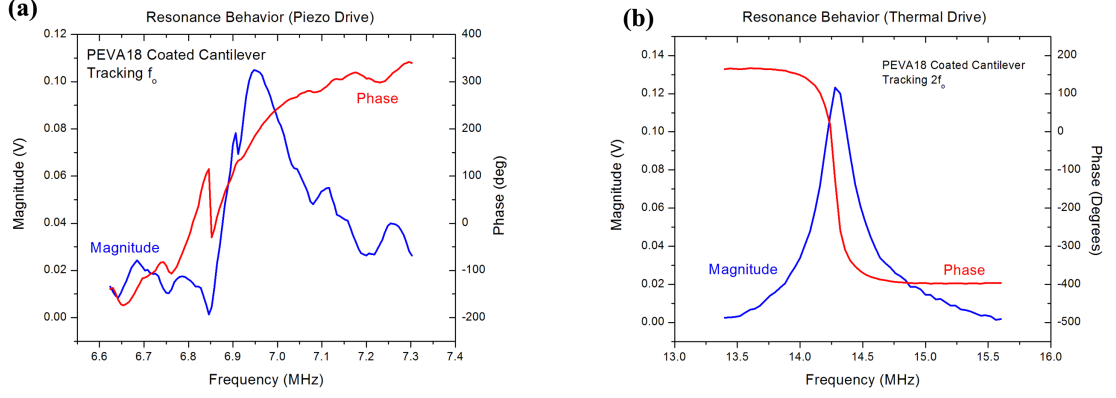 (a)
Resonance Behavior (Piezo Drive)
PEVA18 Coated Cantilever
Tracking fo
Phase
Magnitude
Magnitude (V)
0.12
0.10
0.08
0.06
0.04
0.02
0.00
Phase (deg)
400
300
200
100
0
-100
-200
6.6 6.7 6.8 6.9 7.0 7.1 7.2 7.3 7.4
Frequency (MHz)
(b)
Resonance Behavior (Thermal Drive)
PEVA18 Coated Cantilever
Tracking 2fo
Magnitude
Phase
Magnitude (V)
0.14
0.12
0.10
0.08
0.06
0.04
0.02
0.00
Phase (Degrees)
200
100
0
-100
-200
-300
-400
-500
13.0 13.5 14.0 14.5 15.0 15.5 16.0
Frequency (MHz)